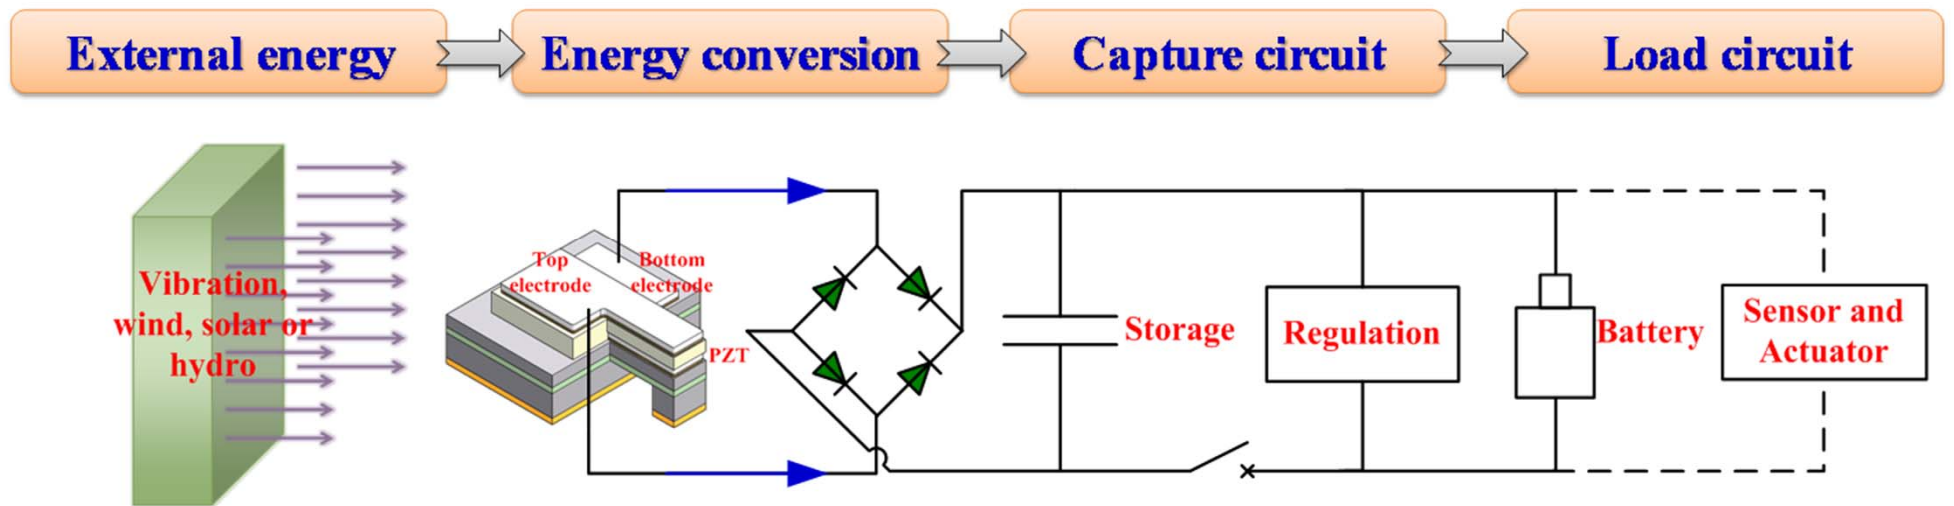 External energy
Energy conversion
Capture circuit
Load circuit
Vibration,
wind, solar or
hydro
Top
electrode
Bottom
electrode
PZT
Storage
Regulation
Battery
Sensor and
Actuator